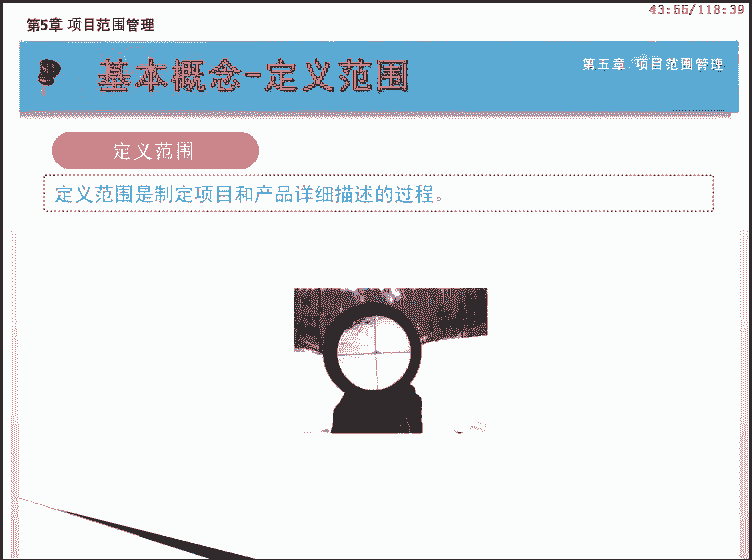 43:55/118:39
第5章 项目范围管理
基本概念-定义范围
第五章 项目范围管理
定义范围
定义范围是制定项目和产品详细描述的过程。